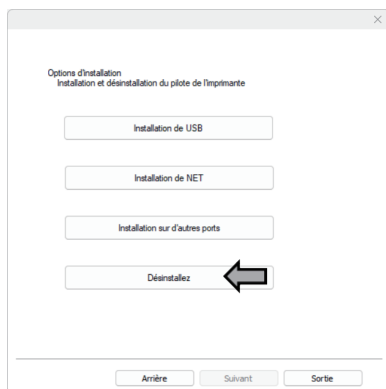 Options d'installation
Installation et désinstallation du pilote de l'imprimante
Installation de USB
Installation de NET
Installation sur d'autres ports
Désinstallez
Arrière
Suivant
Sortie